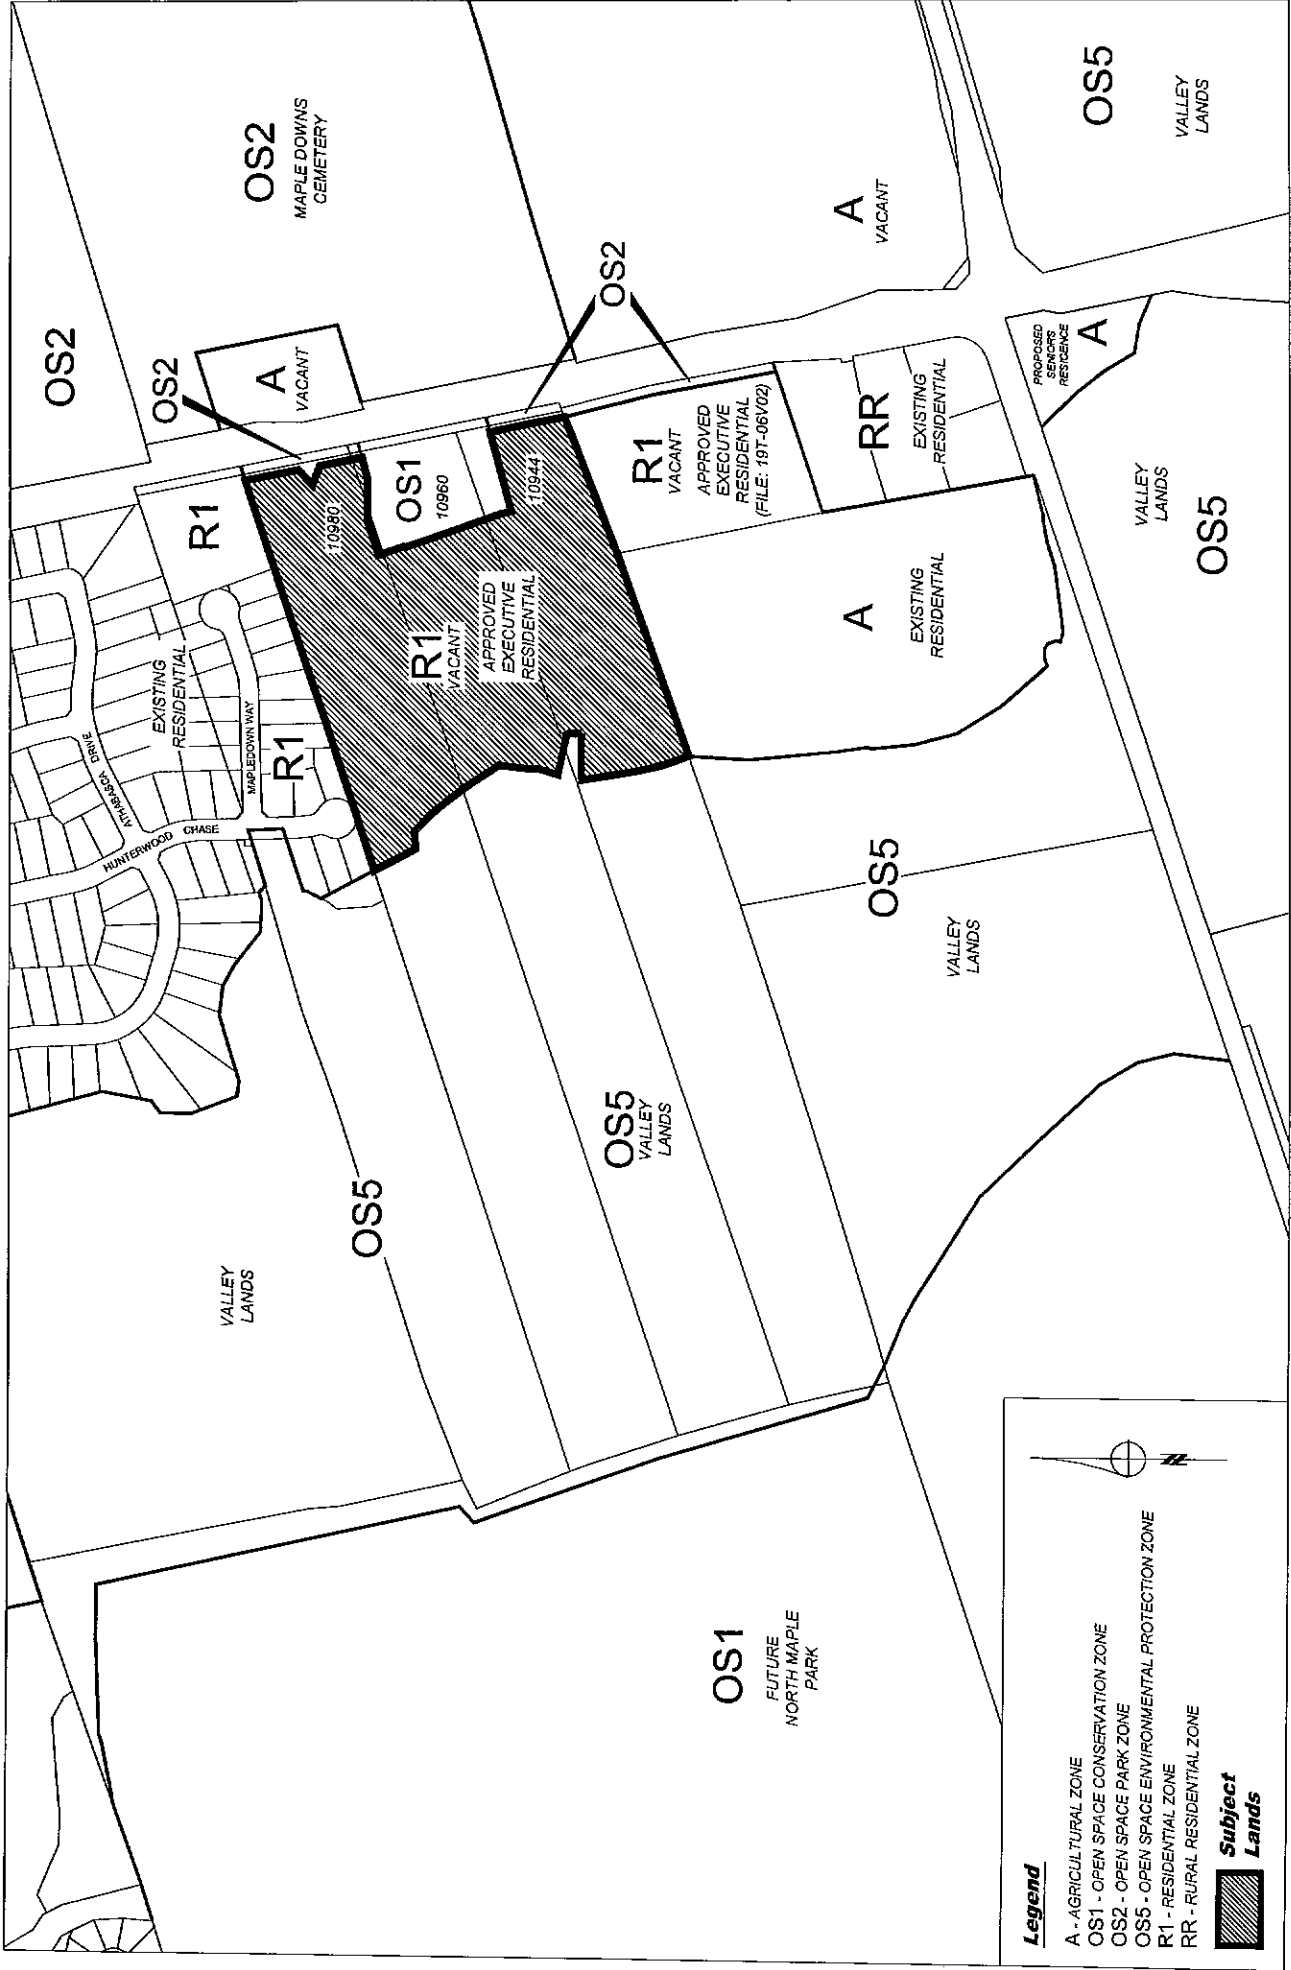 OS2
MAPLE DOWNS
CEMETERY
OS2
OS2
A
VACANT
OS2
A
VACANT
OS5
VALLEY
LANDS
R1
EXISTING
RESIDENTIAL
ATHABASCA DRIVE
HUNTERWOOD CHASE
MAPLEDOWN WAY
R1
10980
OS1
10960
10944
R1
VACANT
APPROVED
EXECUTIVE
RESIDENTIAL
R1
VACANT
APPROVED
EXECUTIVE
RESIDENTIAL
(FILE: 19T-06V02)
RR
EXISTING
RESIDENTIAL
PROPOSED
SENIORS
RESIDENCE
A
A
EXISTING
RESIDENTIAL
VALLEY
LANDS
OS5
OS5
VALLEY
LANDS
OS5
VALLEY
LANDS
OS5
VALLEY
LANDS
OS1
FUTURE
NORTH MAPLE
PARK
N
Legend
A - AGRICULTURAL ZONE
OS1 - OPEN SPACE CONSERVATION ZONE
OS2 - OPEN SPACE PARK ZONE
OS5 - OPEN SPACE ENVIRONMENTAL PROTECTION ZONE
R1 - RESIDENTIAL ZONE
RR - RURAL RESIDENTIAL ZONE
Subject
Lands